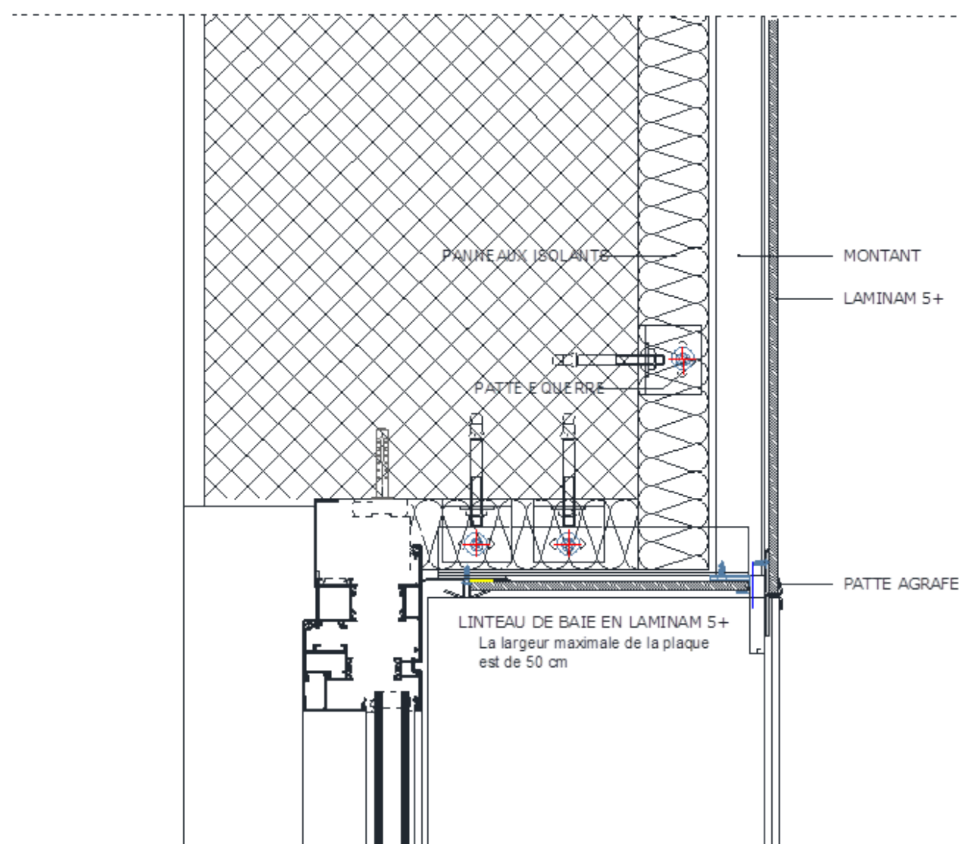 PANNEAUX ISOLANTS
MONTANT
LAMINAM 5+
PATTE EQUERRE
PATTE AGRAFE
LINTEAU DE BAIE EN LAMINAM 5+
La largeur maximale de la plaque
est de 50 cm